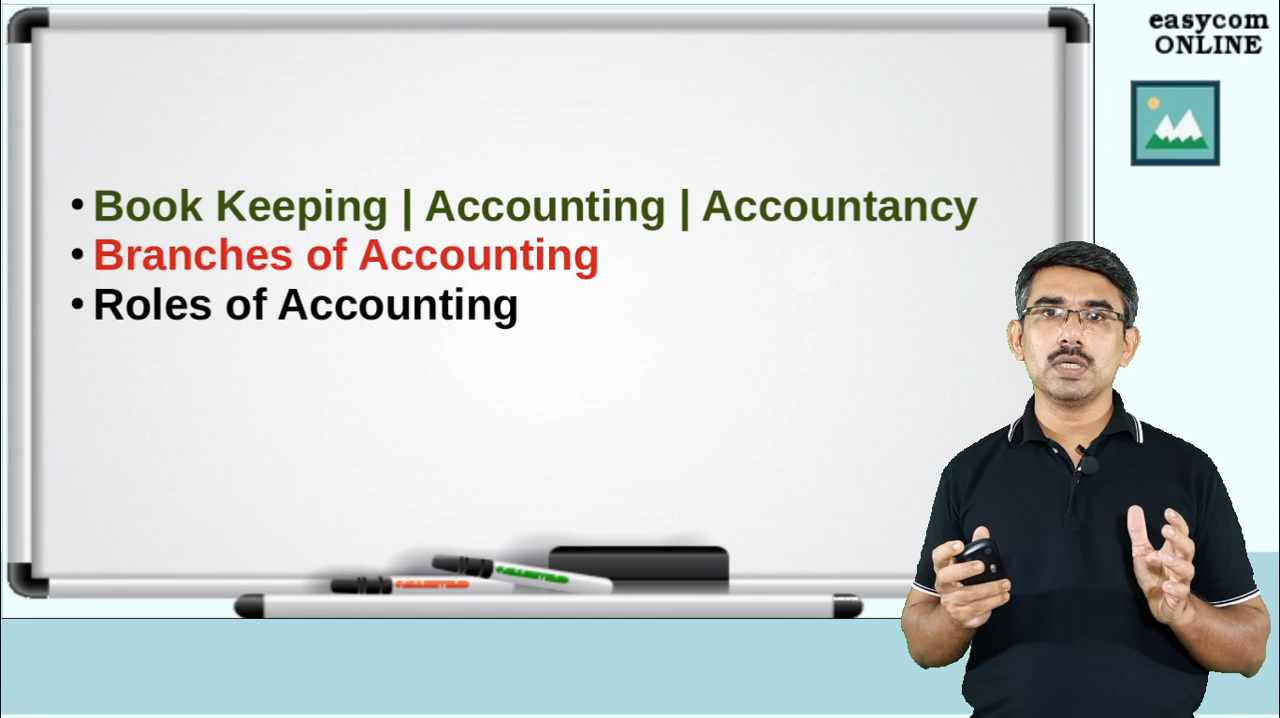 easycom
ONLINE
• Book Keeping | Accounting | Accountancy
• Branches of Accounting
• Roles of Accounting